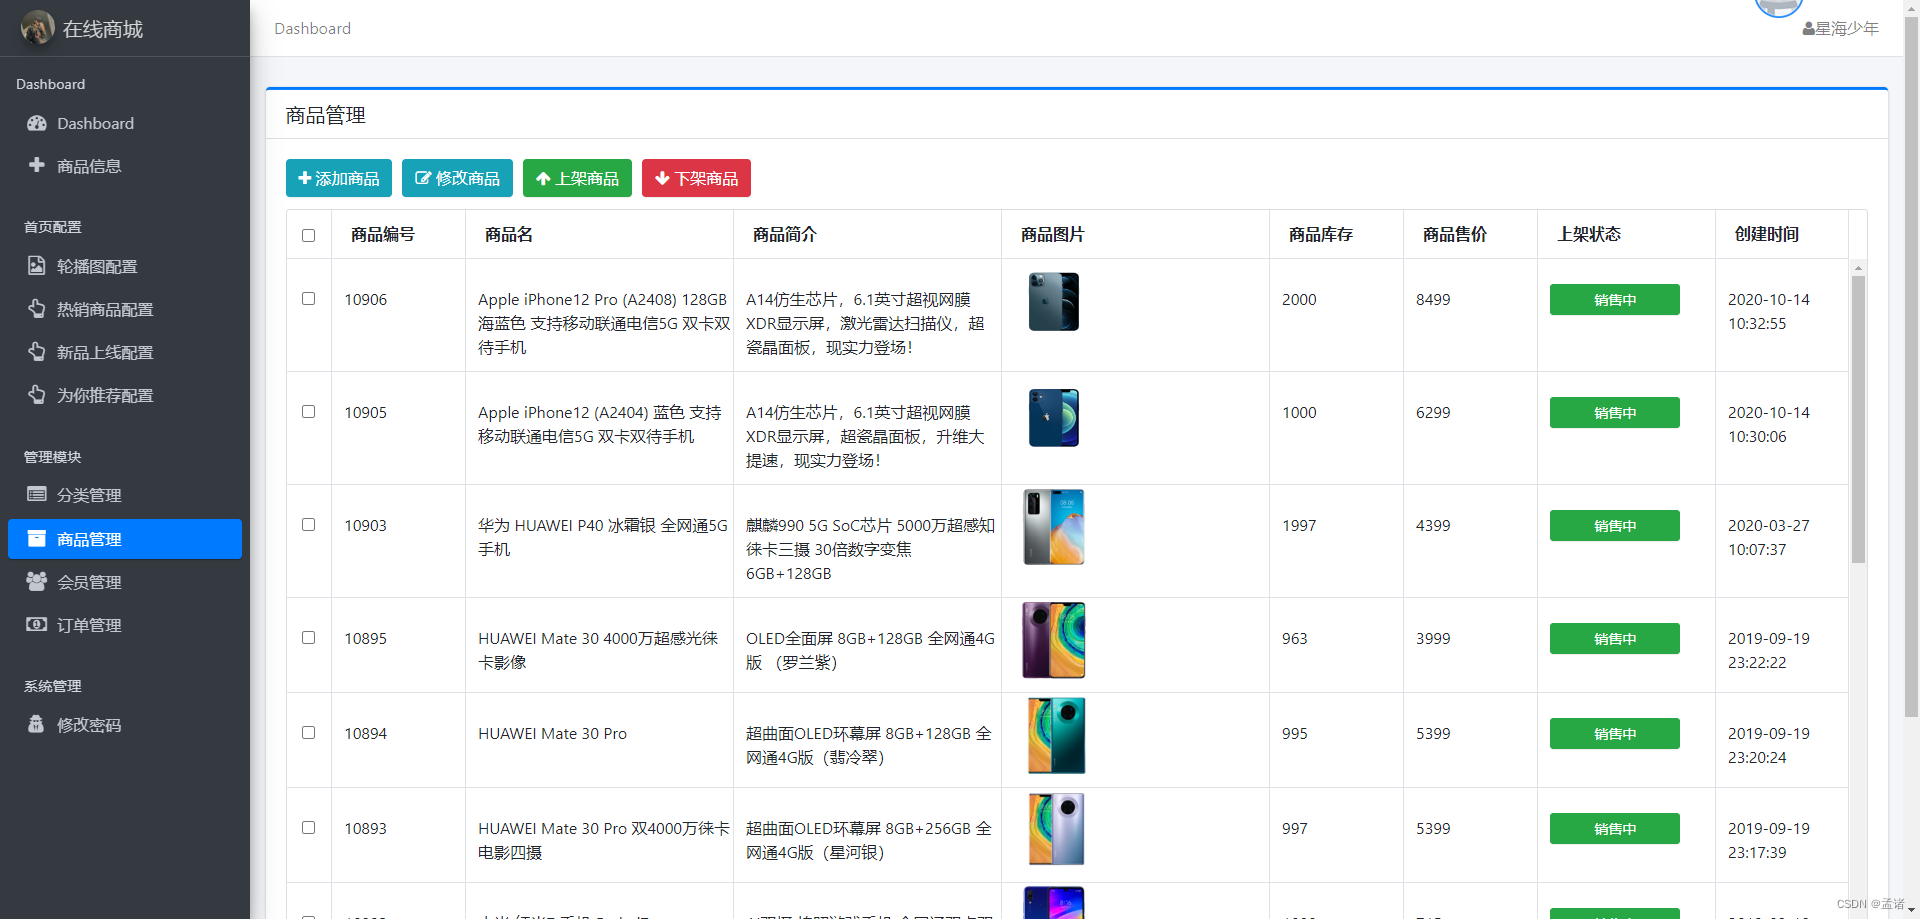 在线商城
Dashboard
星海少年
Dashboard
Dashboard
商品信息
首页配置
轮播图配置
热销商品配置
新品上线配置
为你推荐配置
管理模块
分类管理
商品管理
会员管理
订单管理
系统管理
修改密码
商品管理
添加商品 修改商品 上架商品 下架商品
商品编号 商品名 商品简介 商品图片 商品库存 商品售价 上架状态 创建时间
10906
Apple iPhone12 Pro (A2408) 128GB
海蓝色 支持移动联通电信5G 双卡双
待手机
A14仿生芯片，6.1英寸超视网膜
XDR显示屏，激光雷达扫描仪，超
瓷晶面板，现实力登场！
2000
8499
销售中
2020-10-14
10:32:55
10905
Apple iPhone12 (A2404) 蓝色 支持
移动联通电信5G 双卡双待手机
A14仿生芯片，6.1英寸超视网膜
XDR显示屏，超瓷晶面板，升维大
提速，现实力登场！
1000
6299
销售中
2020-10-14
10:30:06
10903
华为 HUAWEI P40 冰霜银 全网通5G
手机
麒麟990 5G SoC芯片 5000万超感知
徕卡三摄 30倍数字变焦
6GB+128GB
1997
4399
销售中
2020-03-27
10:07:37
10895
HUAWEI Mate 30 4000万超感光徕
卡影像
OLED全面屏 8GB+128GB 全网通4G
版 （罗兰紫）
963
3999
销售中
2019-09-19
23:22:22
10894
HUAWEI Mate 30 Pro
超曲面OLED环幕屏 8GB+128GB 全
网通4G版（翡冷翠）
995
5399
销售中
2019-09-19
23:20:24
10893
HUAWEI Mate 30 Pro 双4000万徕卡
电影四摄
超曲面OLED环幕屏 8GB+256GB 全
网通4G版（星河银）
997
5399
销售中
2019-09-19
23:17:39
CSDN @孟诸